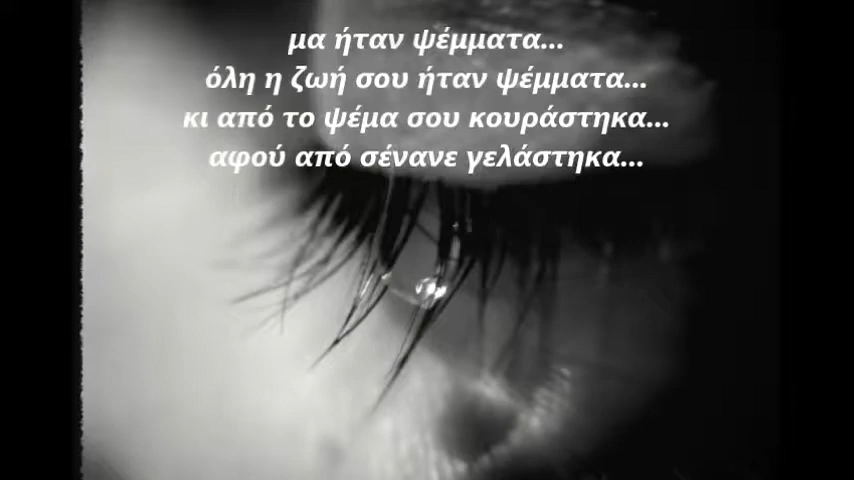 μα ήταν ψέμματα...
όλη η ζωή σου ήταν ψέμματα...
κι από το ψέμα σου κουράστηκα...
αφού από σένανε γελάστηκα...